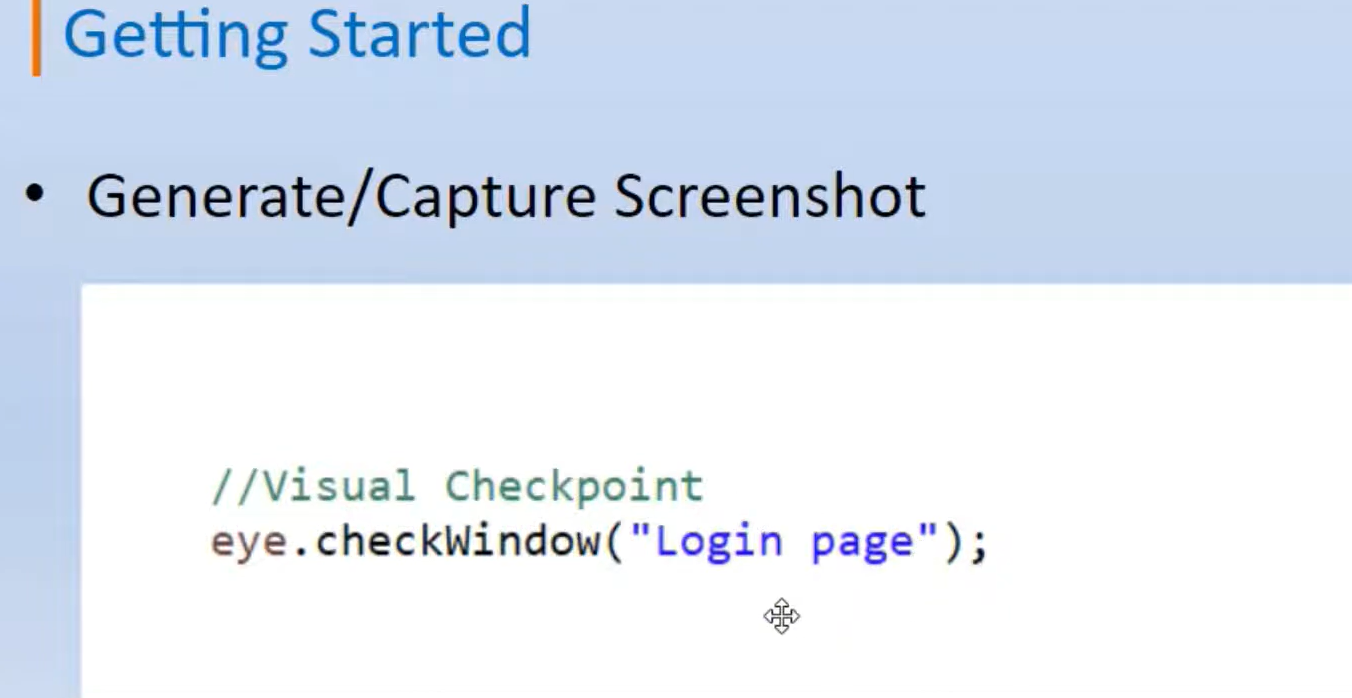 Getting Started
• Generate/Capture Screenshot
//Visual Checkpoint
eye.checkWindow("Login page");